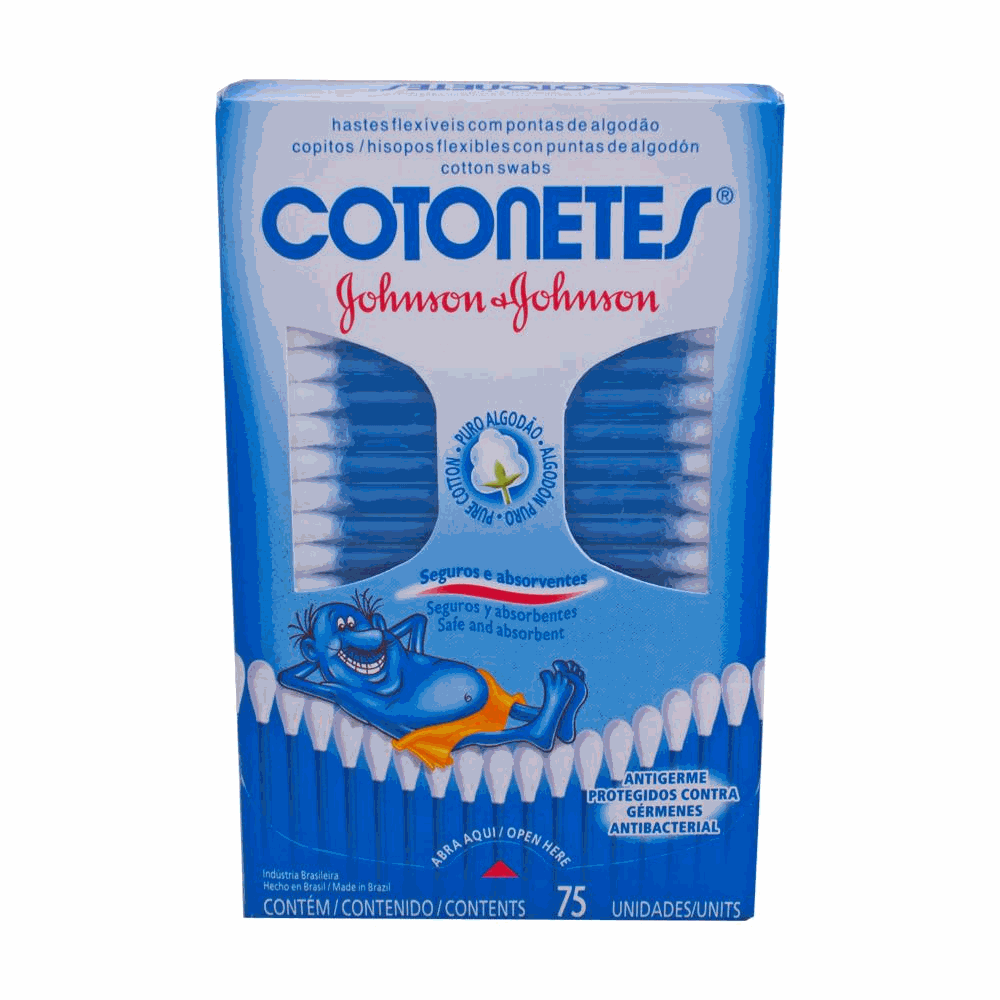 COTONETES
hastes flexíveis com pontas de algodão
copitos / hisopos flexibles con puntas de algodón
cotton swabs
COTONETES®
Johnson & Johnson
PURO ALGODÃO • ALGODÓN PURO • PURE COTTON •
Seguros e absorventes
Seguros y absorbentes
Safe and absorbent
ANTIGERME
PROTEGIDOS CONTRA
GÉRMENES
ANTIBACTERIAL
ABRA AQUI / OPEN HERE
Indústria Brasileira
Hecho en Brasil / Made in Brazil
CONTÉM / CONTENIDO / CONTENTS 75 UNIDADES/UNITS